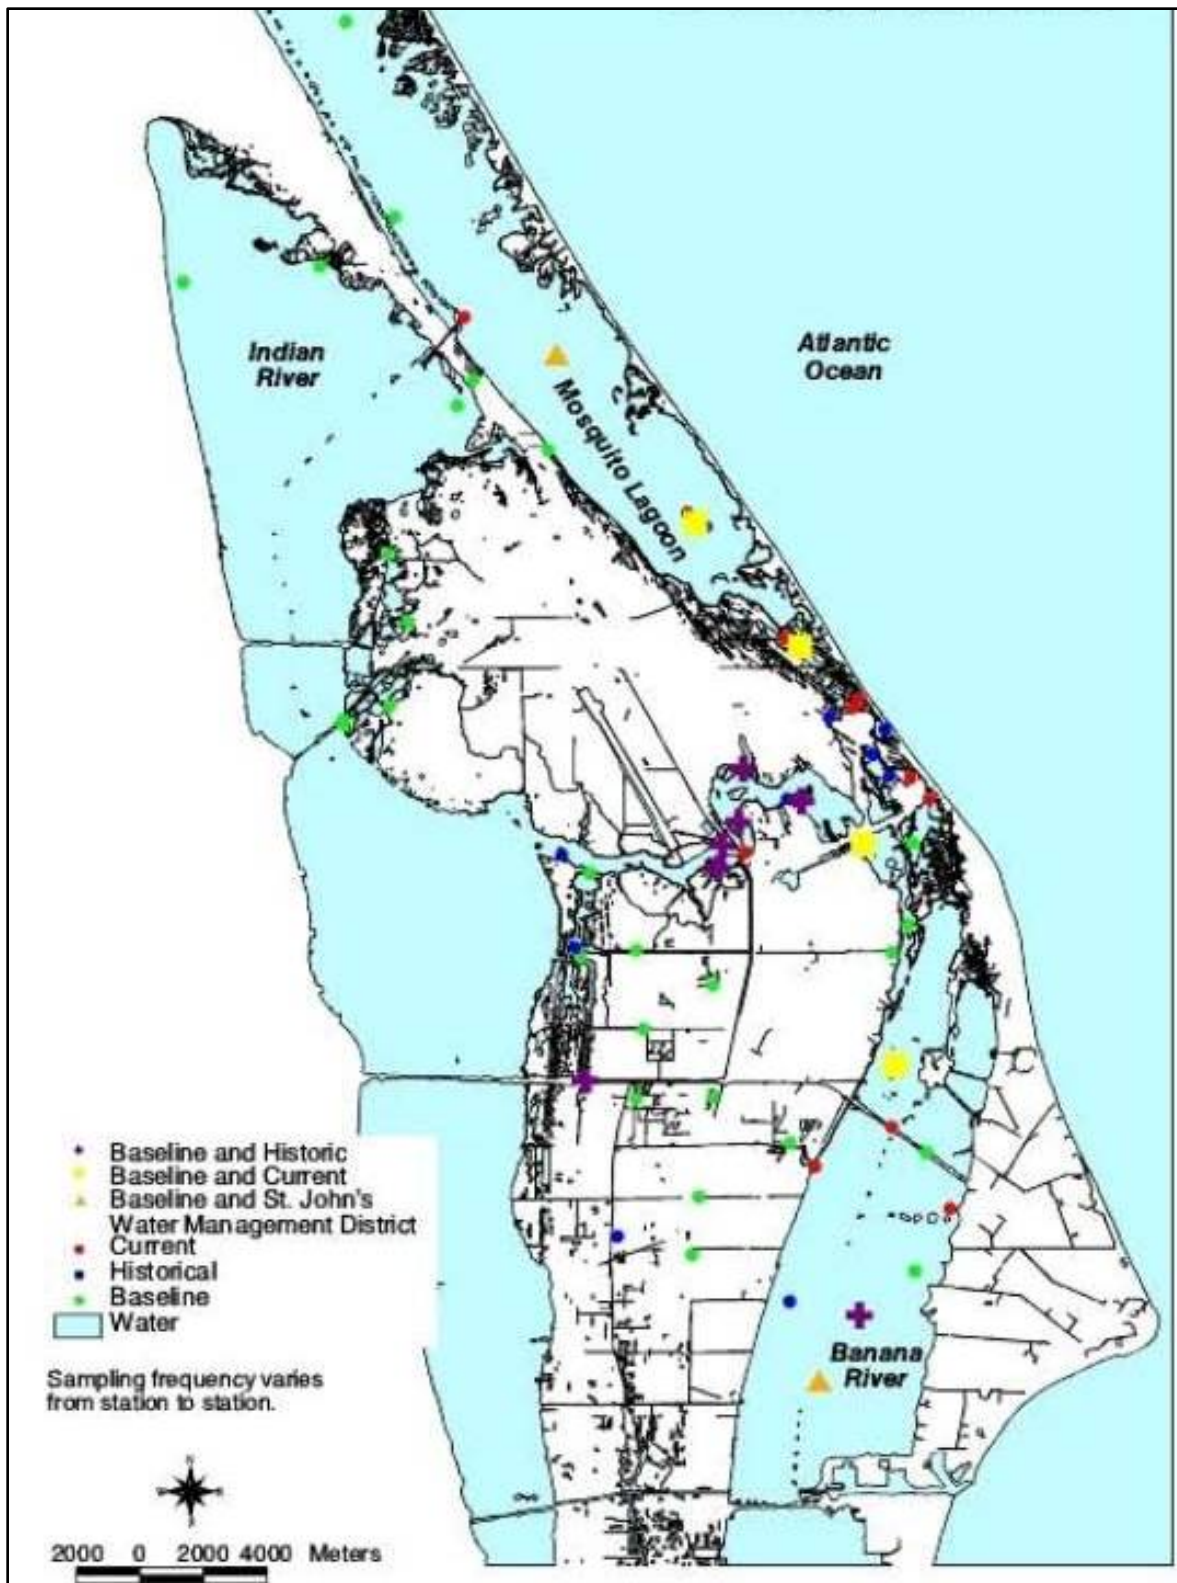 Indian
River
Atlantic
Ocean
Mosquito Lagoon
Baseline and Historic
Baseline and Current
Baseline and St. John's
Water Management District
Current
Historical
Baseline
Water
Banana
River
Sampling frequency varies
from station to station.
N
2000 0 2000 4000 Meters